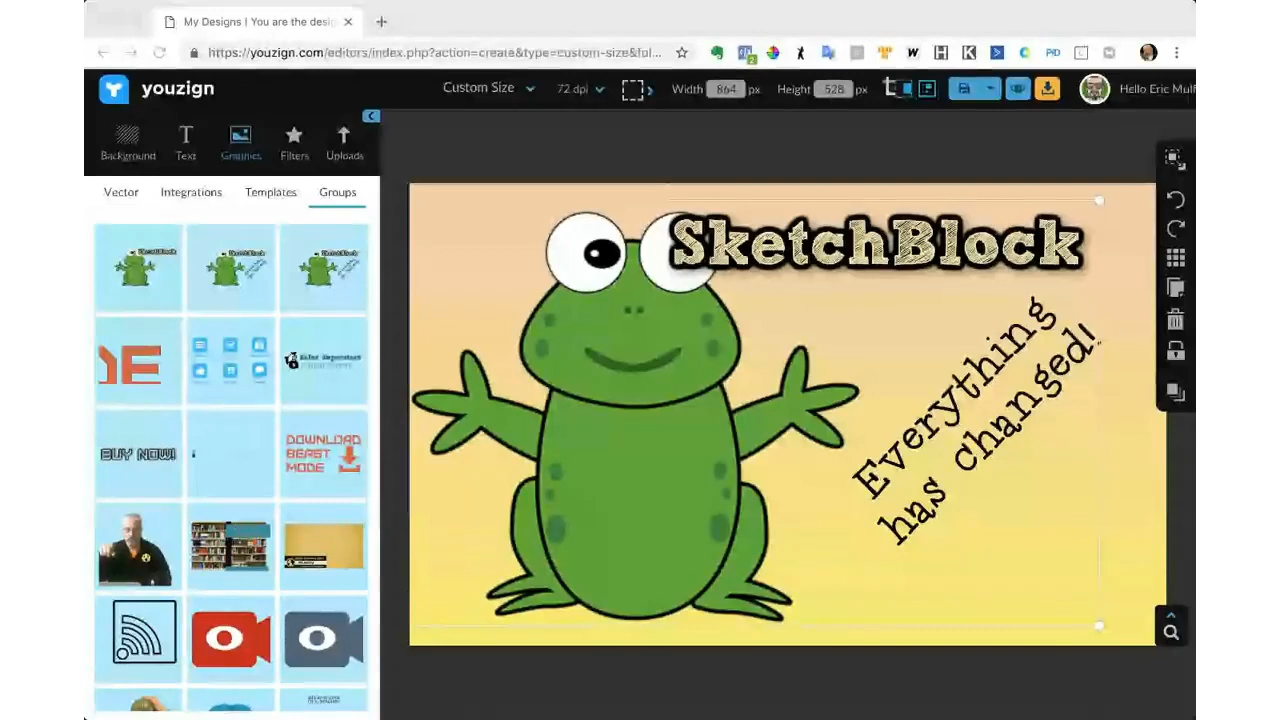 My Designs | You are the desi
https://youzign.com/editors/index.php?action=create&type=custom-size&fol...
youzign
Custom Size
72 dpi
Width 864 px
Height 528 px
Hello Eric Mulf
Background
Text
Graphics
Filters
Uploads
Vector
Integrations
Templates
Groups
SketchBlock
Everything
has changed!
BUY NOW!
DOWNLOAD
BEAST
MODE